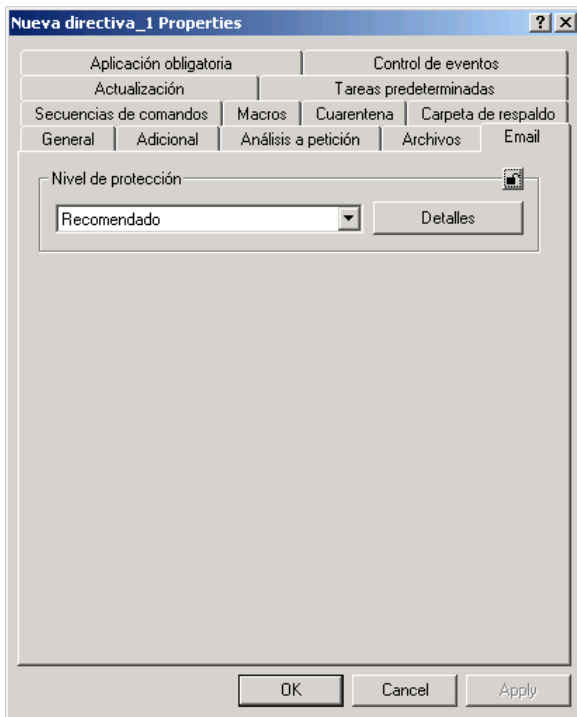 Nueva directiva_1 Properties
Aplicación obligatoria Control de eventos
Actualización Tareas predeterminadas
Secuencias de comandos Macros Cuarentena Carpeta de respaldo
General Adicional Análisis a petición Archivos Email
Nivel de protección
Recomendado Detalles
OK Cancel Apply